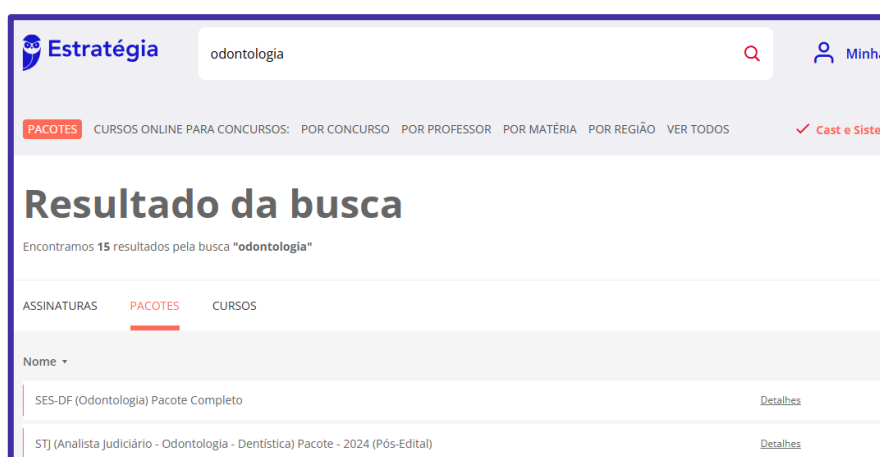 Estratégia
odontologia
PACOTES CURSOS ONLINE PARA CONCURSOS: POR CONCURSO POR PROFESSOR POR MATÉRIA POR REGIÃO VER TODOS Cast e
Resultado da busca
Encontramos 15 resultados pela busca "odontologia"
ASSINATURAS PACOTES CURSOS
Nome
SES-DF (Odontologia) Pacote Completo Detalhes
STJ (Analista Judiciário - Odontologia - Dentística) Pacote - 2024 (Pós-Edital) Detalhes